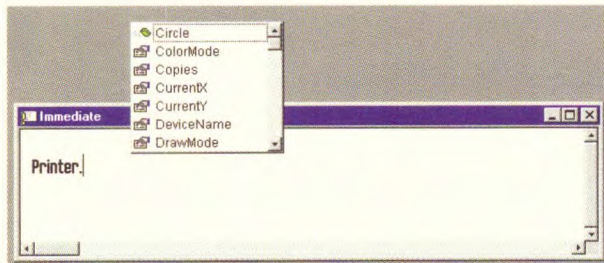 Circle
ColorMode
Copies
CurrentX
CurrentY
DeviceName
DrawMode
Immediate
Printer.